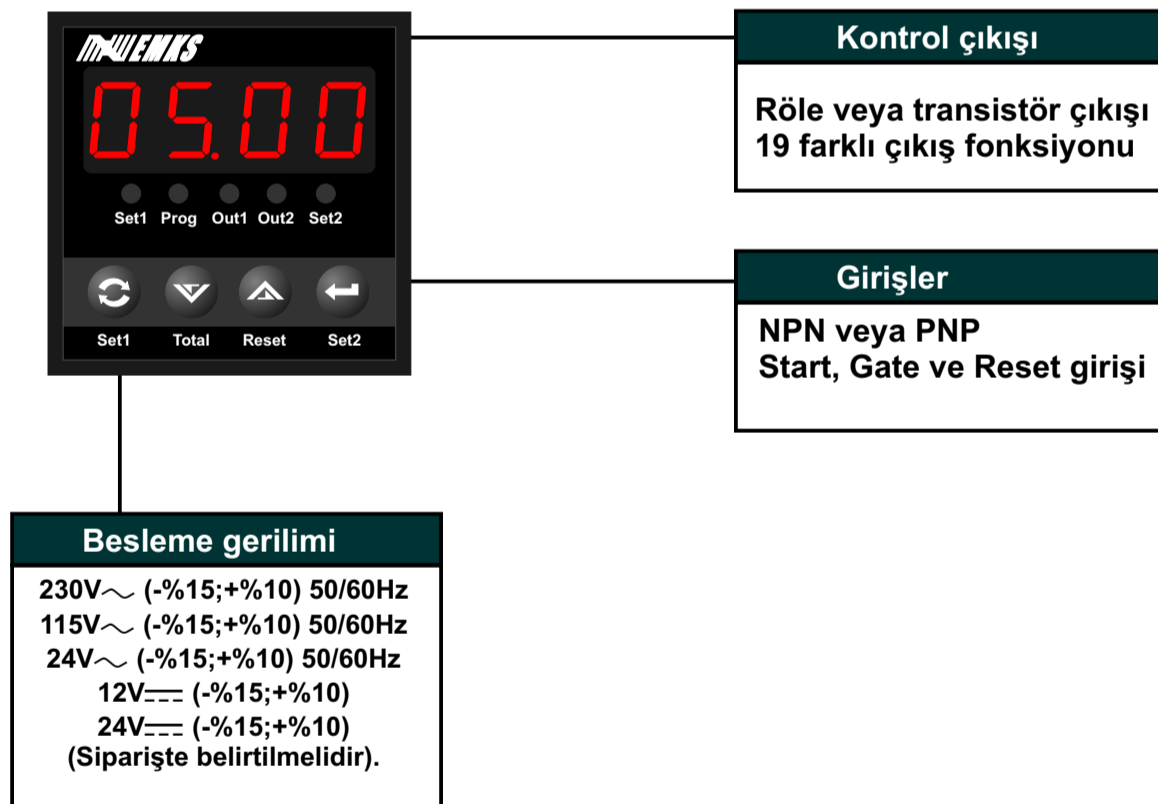 EMKS
05.00
Set1 Prog Out1 Out2 Set2
Set1 Total Reset Set2
Kontrol çıkışı
Röle veya transistör çıkışı
19 farklı çıkış fonksiyonu
Girişler
NPN veya PNP
Start, Gate ve Reset girişi
Besleme gerilimi
230V～ (-%15;+%10) 50/60Hz
115V～ (-%15;+%10) 50/60Hz
24V～ (-%15;+%10) 50/60Hz
12V⎓ (-%15;+%10)
24V⎓ (-%15;+%10)
(Siparişte belirtilmelidir).